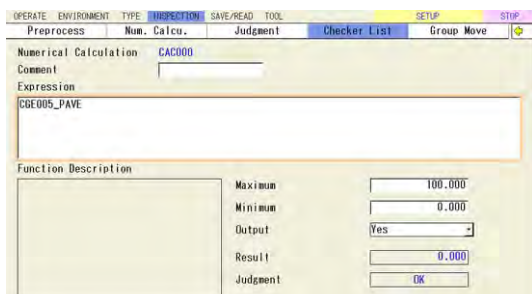 OPERATE ENVIRONMENT TYPE INSPECTION SAVE/READ TOOL SETUP STOP
Preprocess Num. Calcu. Judgment Checker List Group Move
Numerical Calculation CAC000
Comment
Expression
CGE005_PAVE
Function Description
Maximum 100.000
Minimum 0.000
Output Yes
Result 0.000
Judgment OK